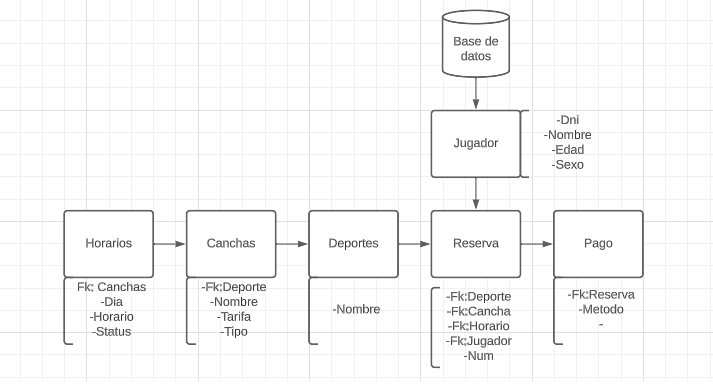 Base de
datos
Jugador
-Dni
-Nombre
-Edad
-Sexo
Horarios
Canchas
Deportes
Reserva
Pago
Fk: Canchas
-Dia
-Horario
-Status
-Fk:Deporte
-Nombre
-Tarifa
-Tipo
-Nombre
-Fk:Deporte
-Fk:Cancha
-Fk:Horario
-Fk:Jugador
-Num
-Fk:Reserva
-Metodo
-